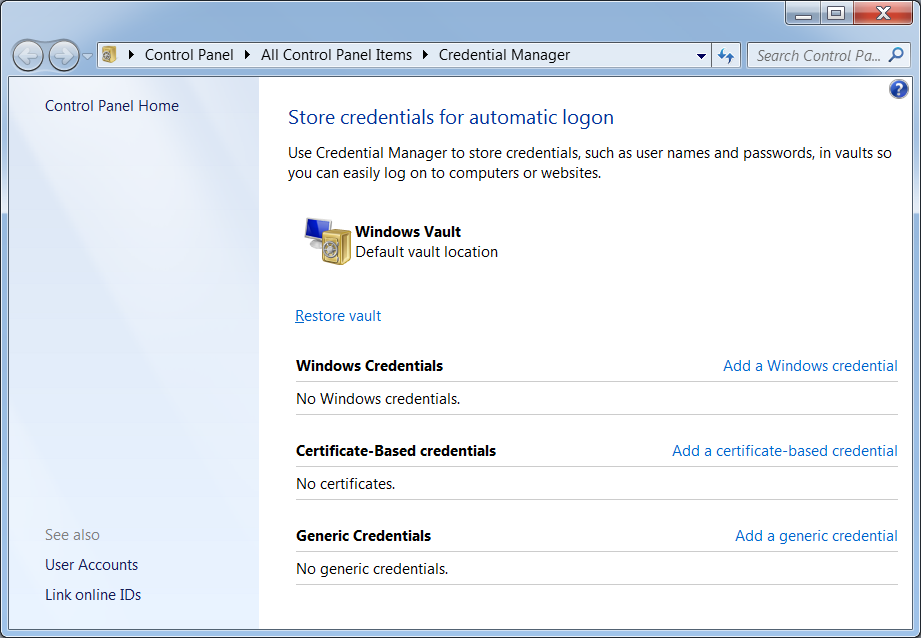 Control Panel ▸ All Control Panel Items ▸ Credential Manager
Search Control Pa...
Control Panel Home
?
Store credentials for automatic logon
Use Credential Manager to store credentials, such as user names and passwords, in vaults so
you can easily log on to computers or websites.
Windows Vault
Default vault location
Restore vault
Windows Credentials Add a Windows credential
No Windows credentials.
Certificate-Based credentials Add a certificate-based credential
No certificates.
Generic Credentials Add a generic credential
No generic credentials.
See also
User Accounts
Link online IDs